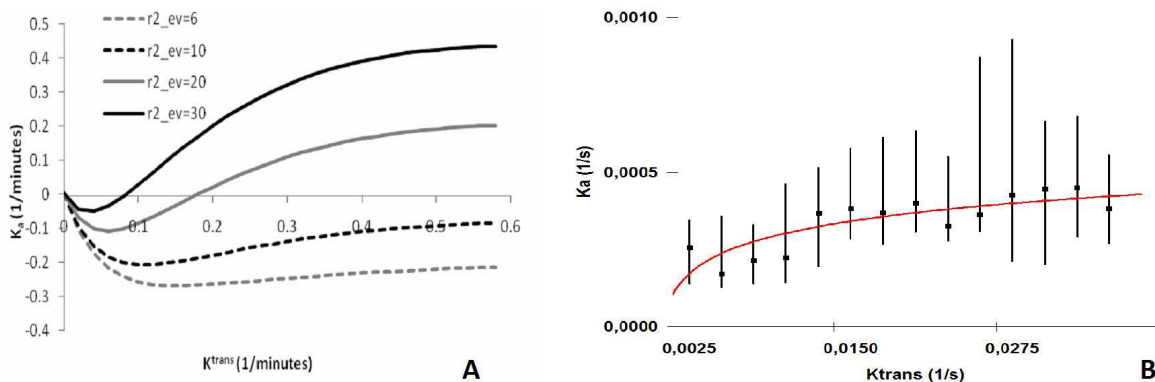 0.5
0.4
0.3
0.2
0.1
0
-0.1
-0.2
-0.3
-0.4
Ka (1/minutes)
r2_ev=6
r2_ev=10
r2_ev=20
r2_ev=30
0 0.1 0.2 0.3 0.4 0.5 0.6
Ktrans (1/minutes)
A
0,0010
0,0005
0,0000
Ka (1/s)
0,0025 0,0150 0,0275
Ktrans (1/s)
B